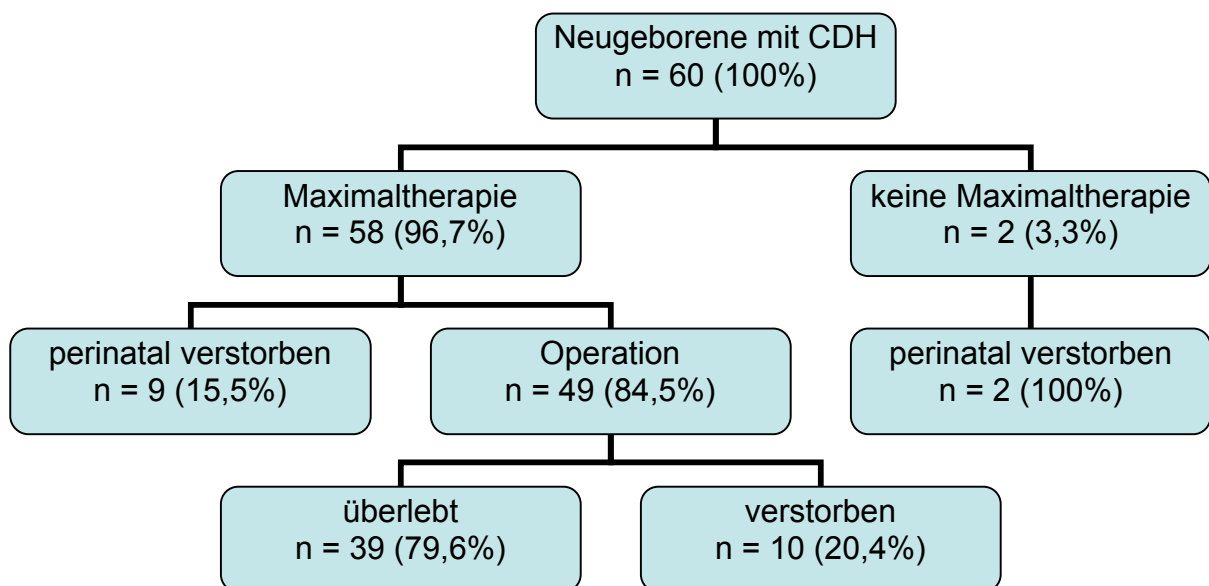 Neugeborene mit CDH
n = 60 (100%)
Maximaltherapie
n = 58 (96,7%)
keine Maximaltherapie
n = 2 (3,3%)
perinatal verstorben
n = 9 (15,5%)
Operation
n = 49 (84,5%)
perinatal verstorben
n = 2 (100%)
überlebt
n = 39 (79,6%)
verstorben
n = 10 (20,4%)